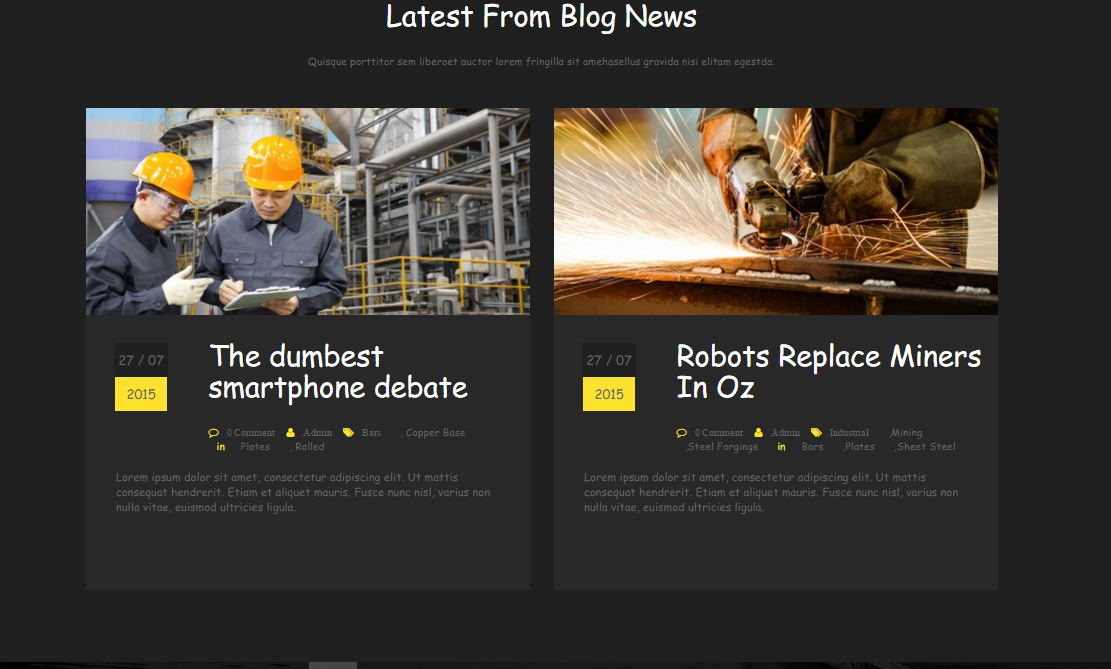 Latest From Blog News
Quisque porttitor sem liberoet auctor lorem fringilla sit amehasellus gravida nisi elitam egestda.
27 / 07
2015
The dumbest
smartphone debate
0 Comment Admin Bars , Copper Base
in Plates , Rolled
Lorem ipsum dolor sit amet, consectetur adipiscing elit. Ut mattis
consequat hendrerit. Etiam et aliquet mauris. Fusce nunc nisl, varius non
nulla vitae, euismod ultricies ligula.
27 / 07
2015
Robots Replace Miners
In Oz
0 Comment Admin Industrial ,Mining
,Steel Forgings in Bars ,Plates ,Sheet Steel
Lorem ipsum dolor sit amet, consectetur adipiscing elit. Ut mattis
consequat hendrerit. Etiam et aliquet mauris. Fusce nunc nisl, varius non
nulla vitae, euismod ultricies ligula.